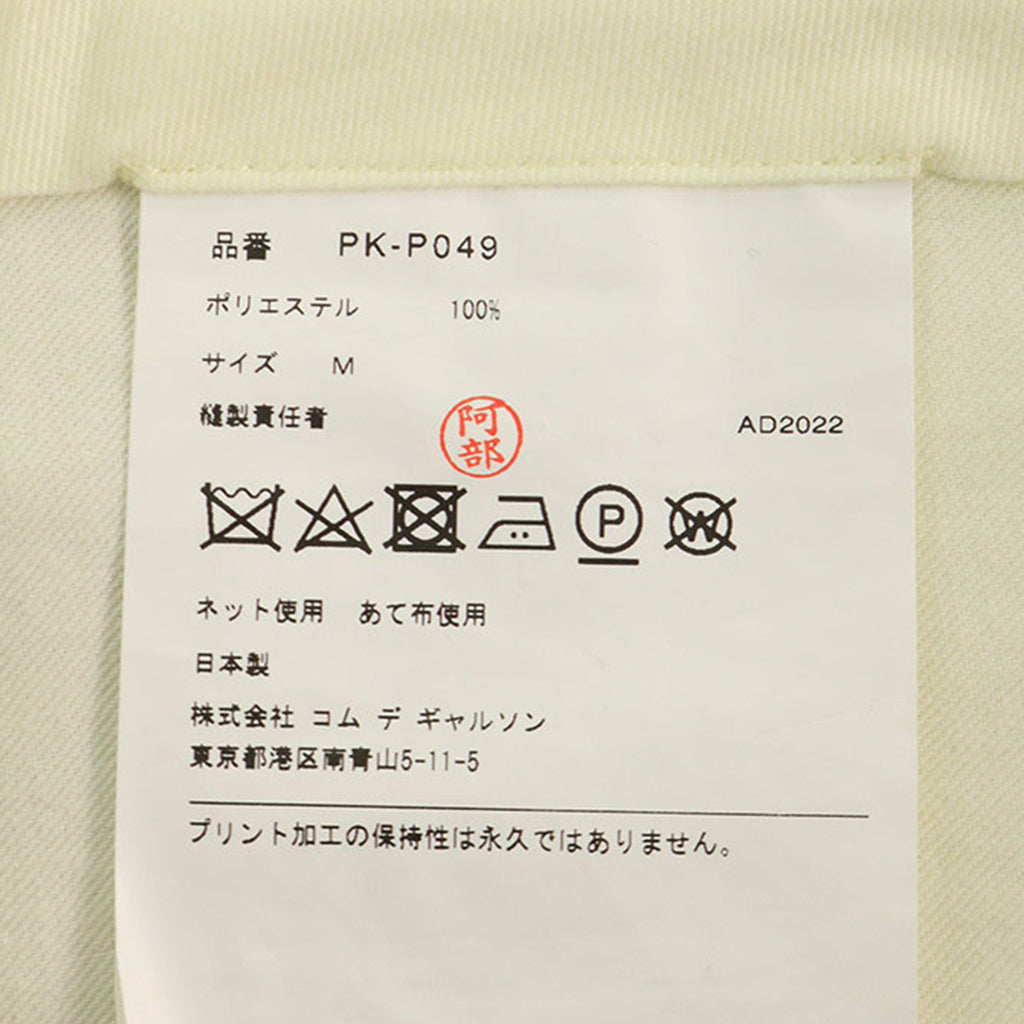 品番 PK-P049
ポリエステル 100%
サイズ M
縫製責任者 阿部 AD2022
P W
ネット使用 あて布使用
日本製
株式会社 コム デ ギャルソン
東京都港区南青山5-11-5
プリント加工の保持性は永久ではありません。